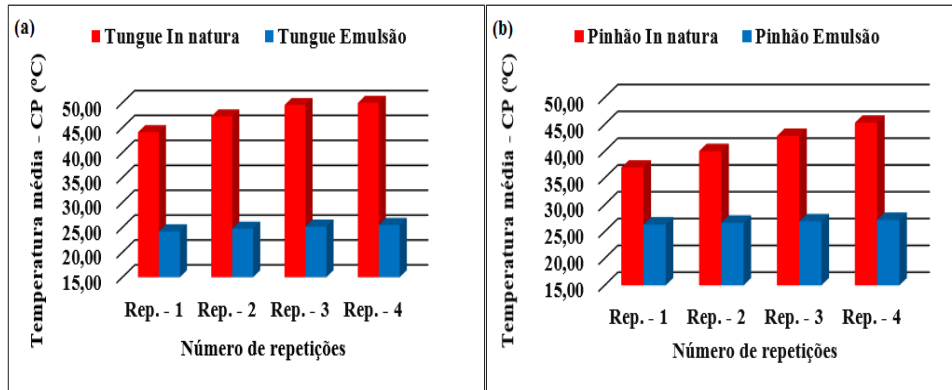 (a)
Tungue In natura Tungue Emulsão
Temperatura média - CP (ºC)
50,00
45,00
40,00
35,00
30,00
25,00
20,00
15,00
Rep. - 1 Rep. - 2 Rep. - 3 Rep. - 4
Número de repetições
(b)
Pinhão In natura Pinhão Emulsão
Temperatura média - CP (ºC)
50,00
45,00
40,00
35,00
30,00
25,00
20,00
15,00
Rep. - 1 Rep. - 2 Rep. - 3 Rep. - 4
Número de repetições